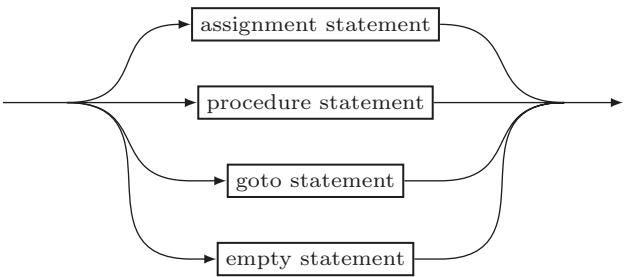 assignment statement
procedure statement
goto statement
empty statement